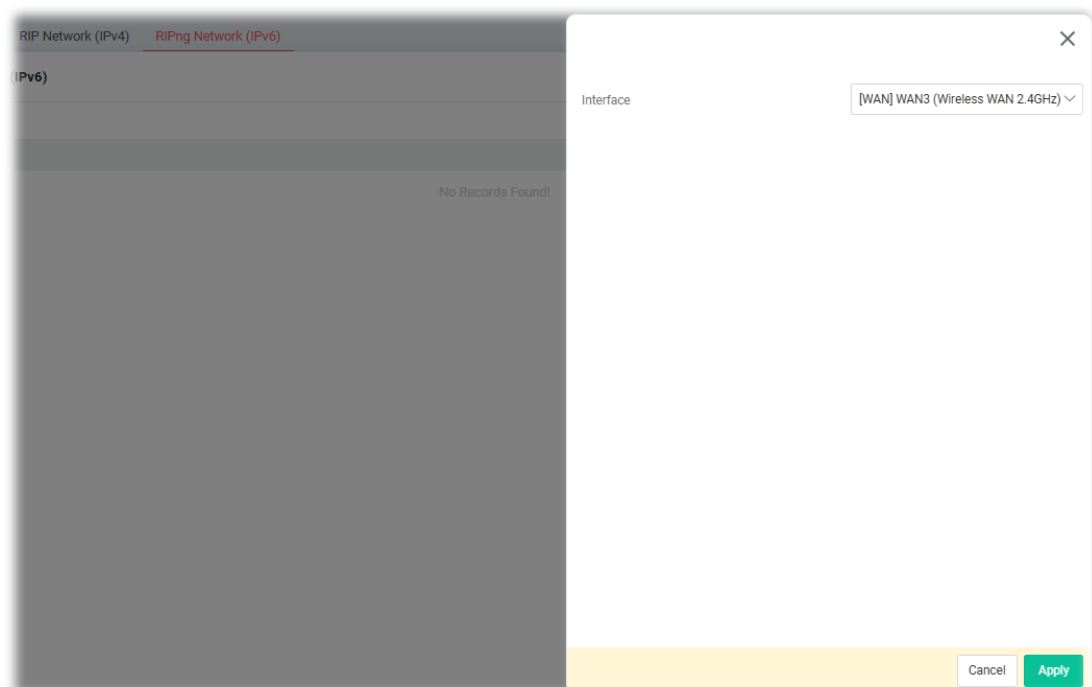 RIP Network (IPv4) RIPng Network (IPv6)
(IPv6)
Interface [WAN] WAN3 (Wireless WAN 2.4GHz)
No Records Found!
Cancel Apply